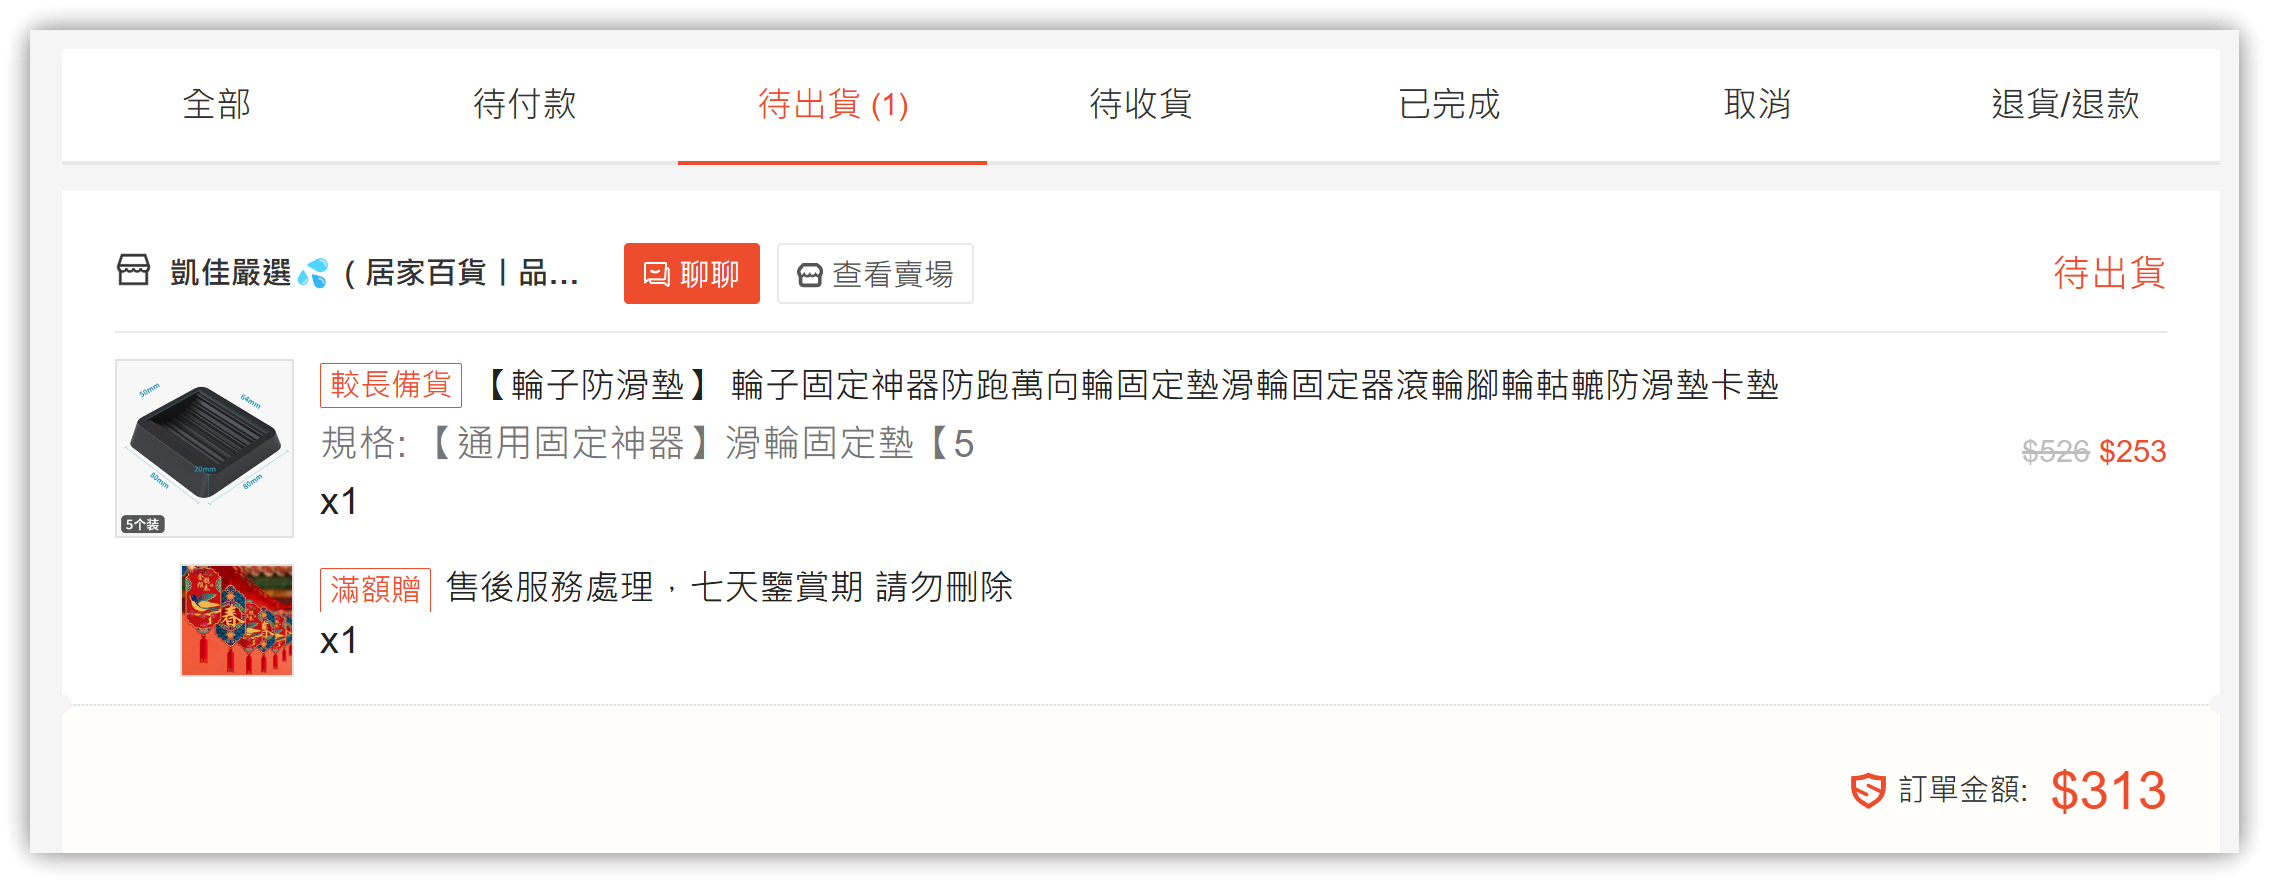 全部
待付款
待出貨 (1)
待收貨
已完成
取消
退貨/退款
凱佳嚴選💦 ( 居家百貨丨品...
聊聊
查看賣場
待出貨
50mm
64mm
20mm
80mm
80mm
5个装
較長備貨 【輪子防滑墊】 輪子固定神器防跑萬向輪固定墊滑輪固定器滾輪腳輪軲轆防滑墊卡墊
規格: 【通用固定神器】滑輪固定墊【5
x1
$526 $253
春
滿額贈 售後服務處理，七天鑒賞期 請勿刪除
x1
訂單金額: $313